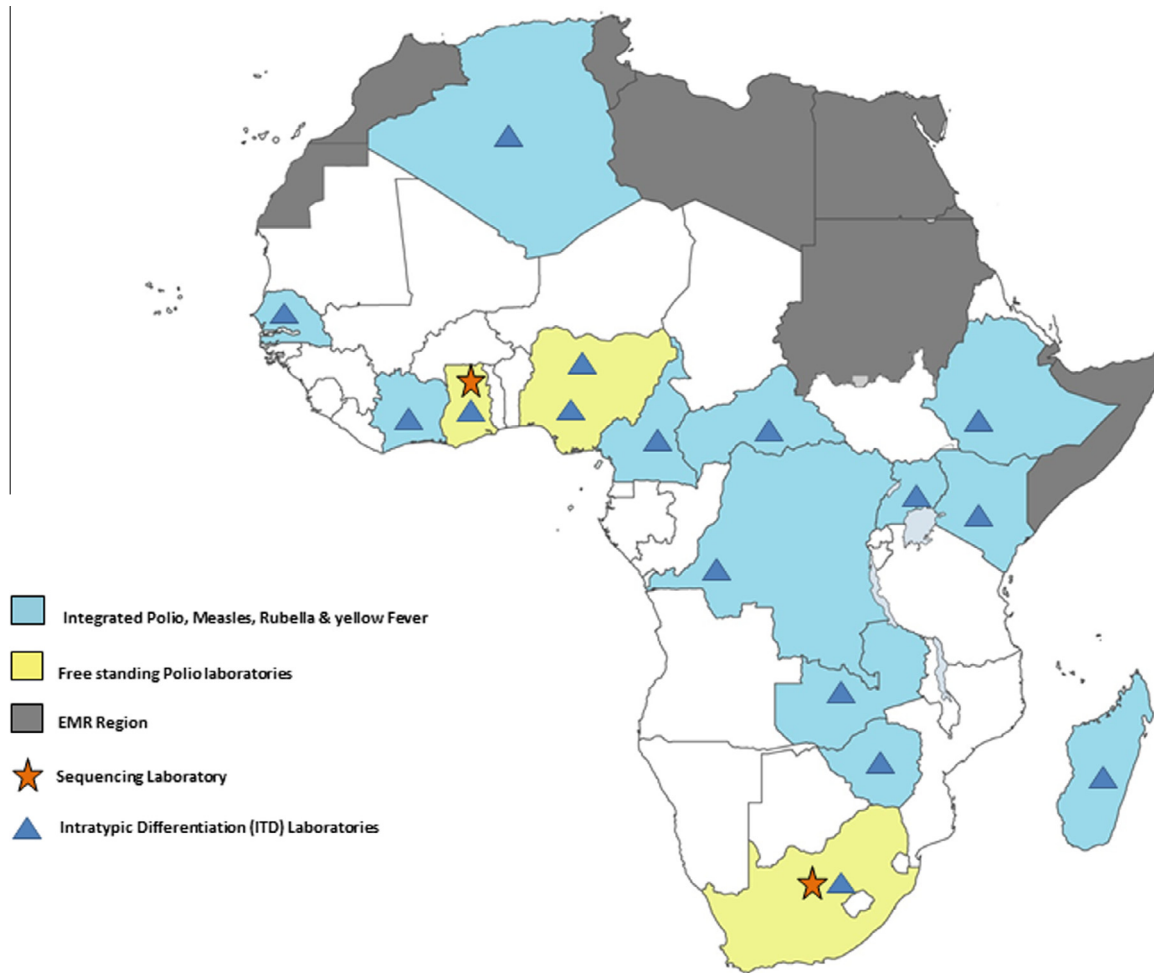 Integrated Polio, Measles, Rubella & yellow Fever
Free standing Polio laboratories
EMR Region
Sequencing Laboratory
Intratypic Differentiation (ITD) Laboratories